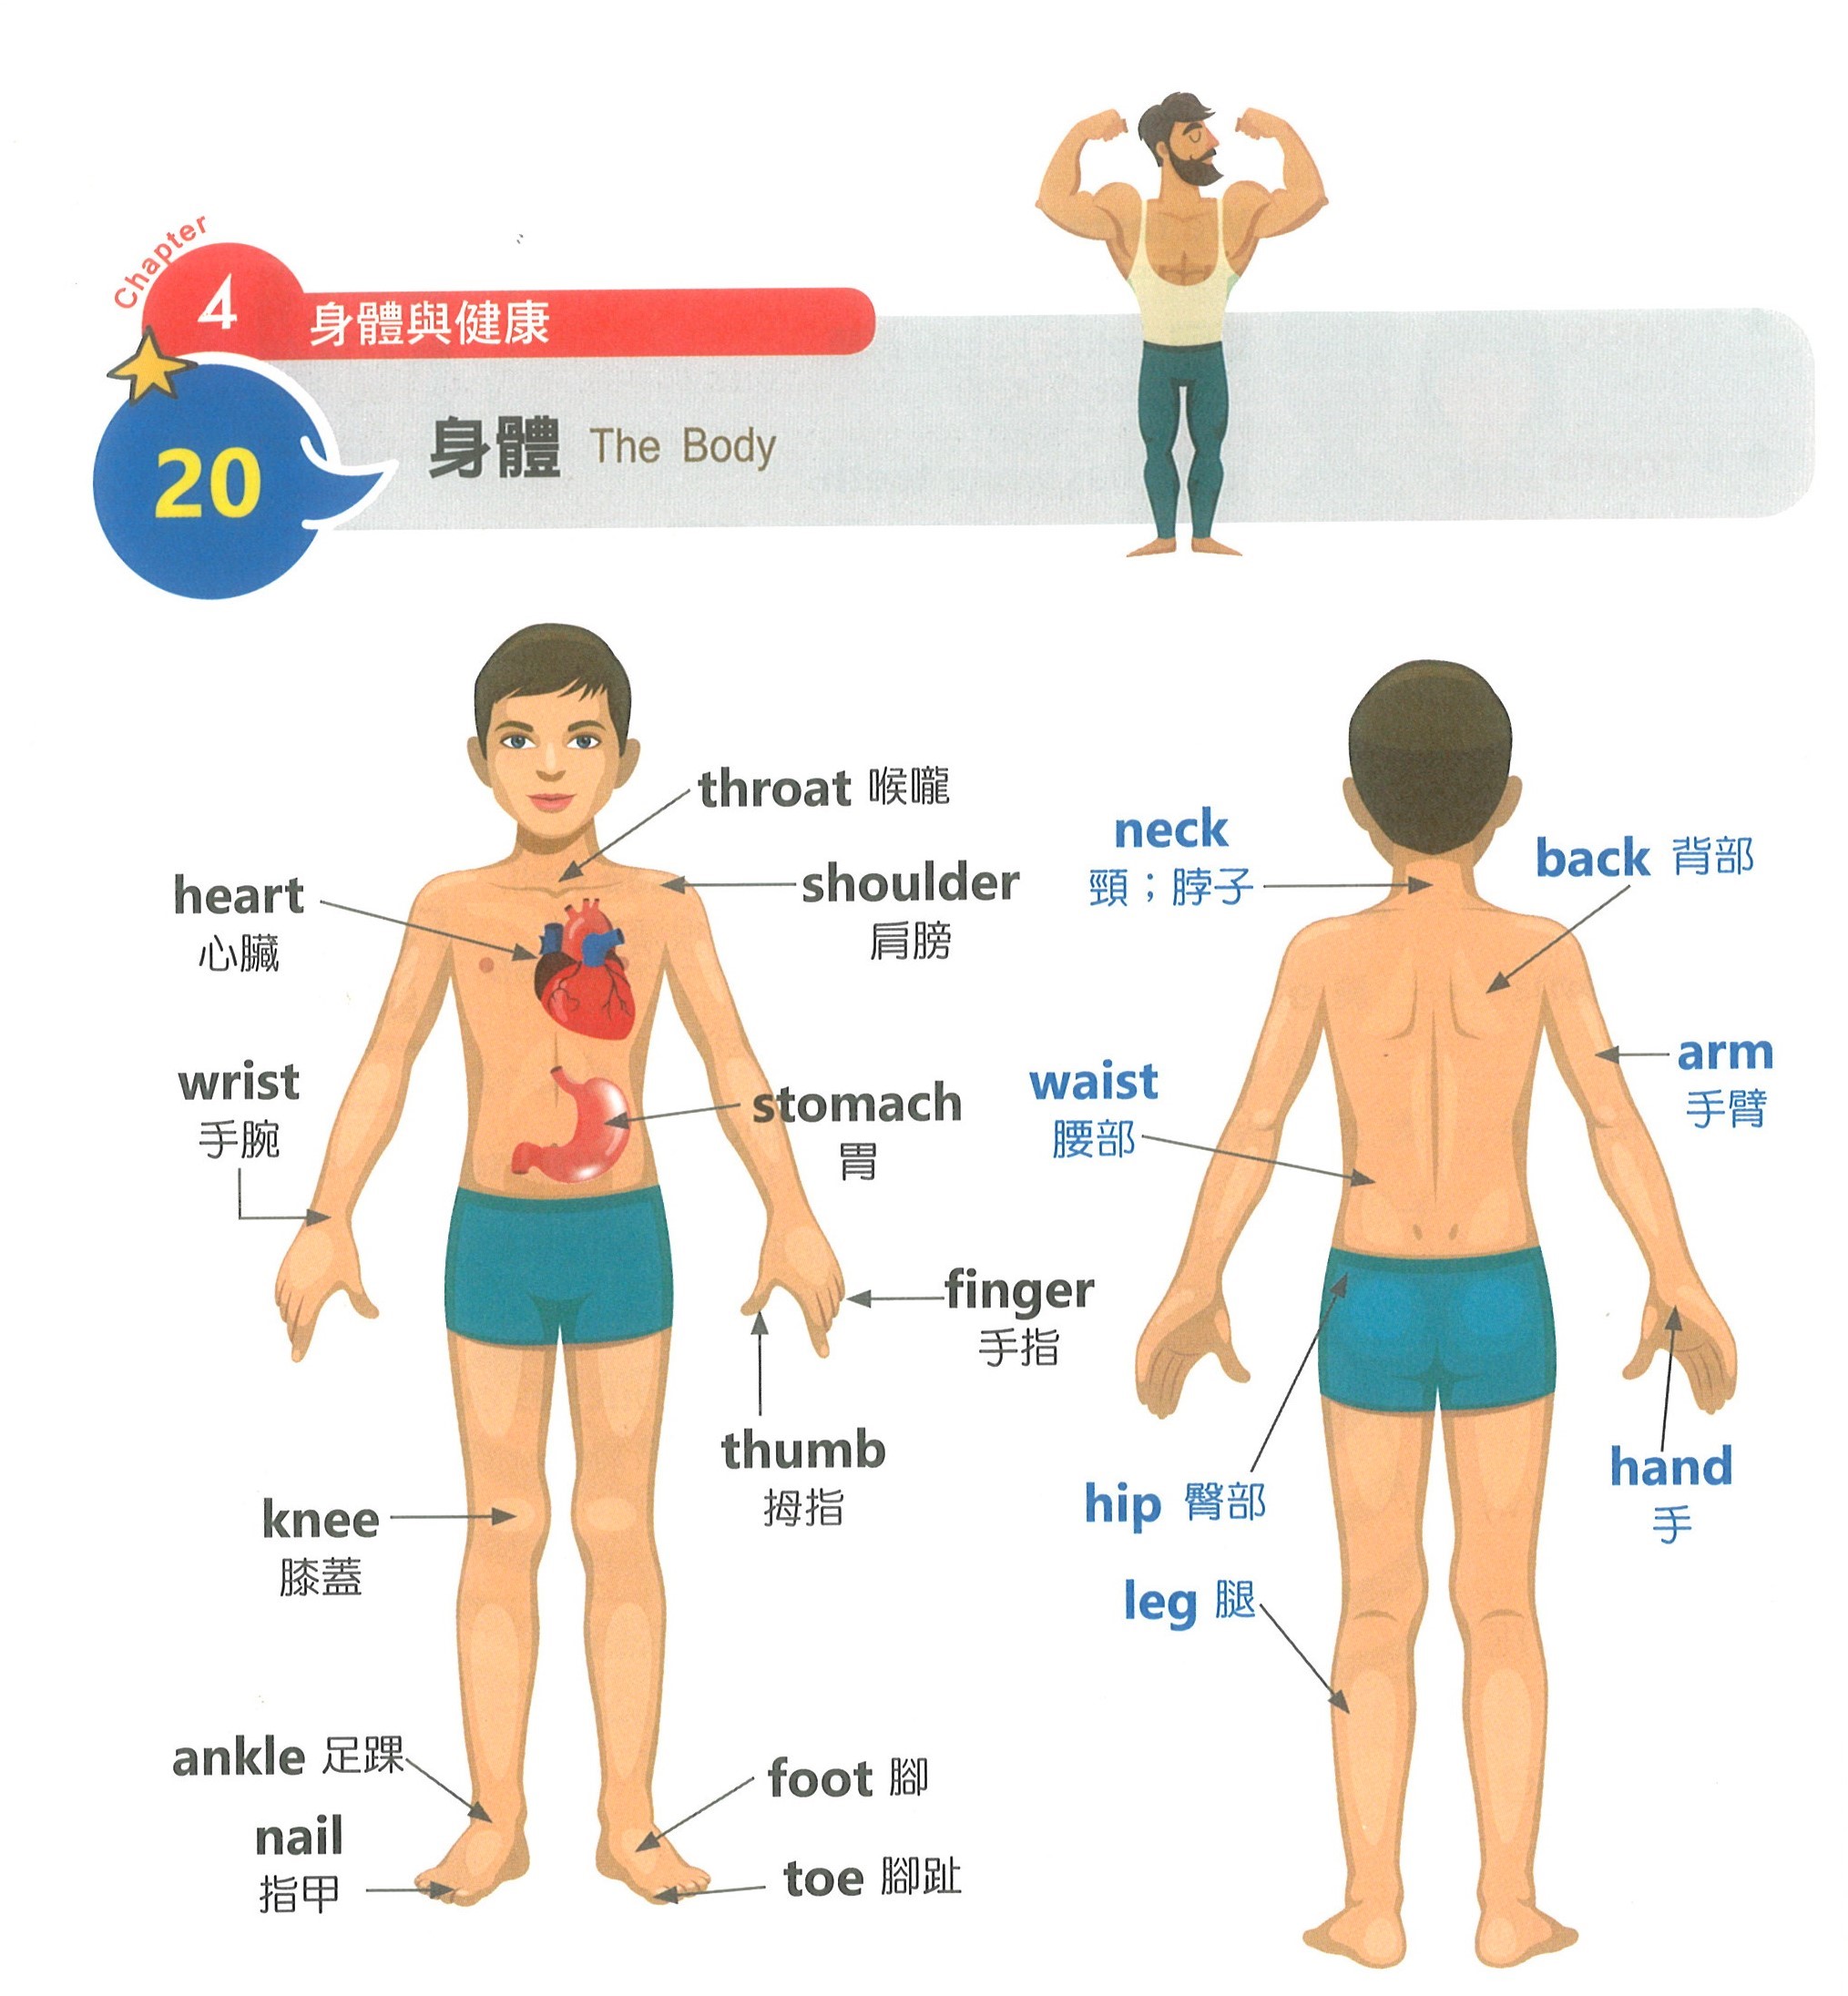 Chapter
4
身體與健康
20
身體 The Body
throat 喉嚨
heart
心臟
shoulder
肩膀
wrist
手腕
stomach
胃
finger
手指
thumb
拇指
knee
膝蓋
ankle 足踝
nail
指甲
foot 腳
toe 腳趾
neck
頸；脖子
back 背部
arm
手臂
waist
腰部
hip 臀部
hand
手
leg 腿